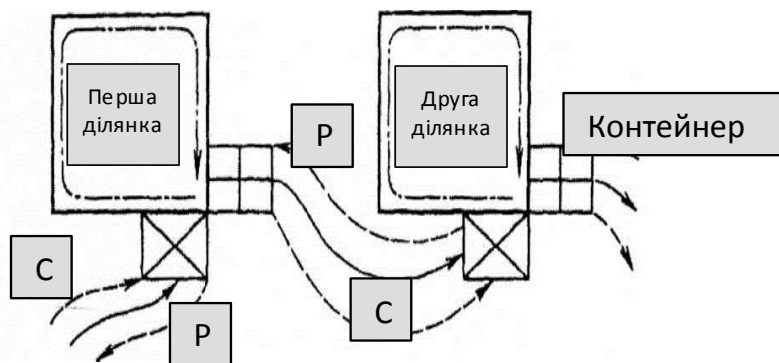 Перша
ділянка
Друга
ділянка
Контейнер
Р
С
Р
С